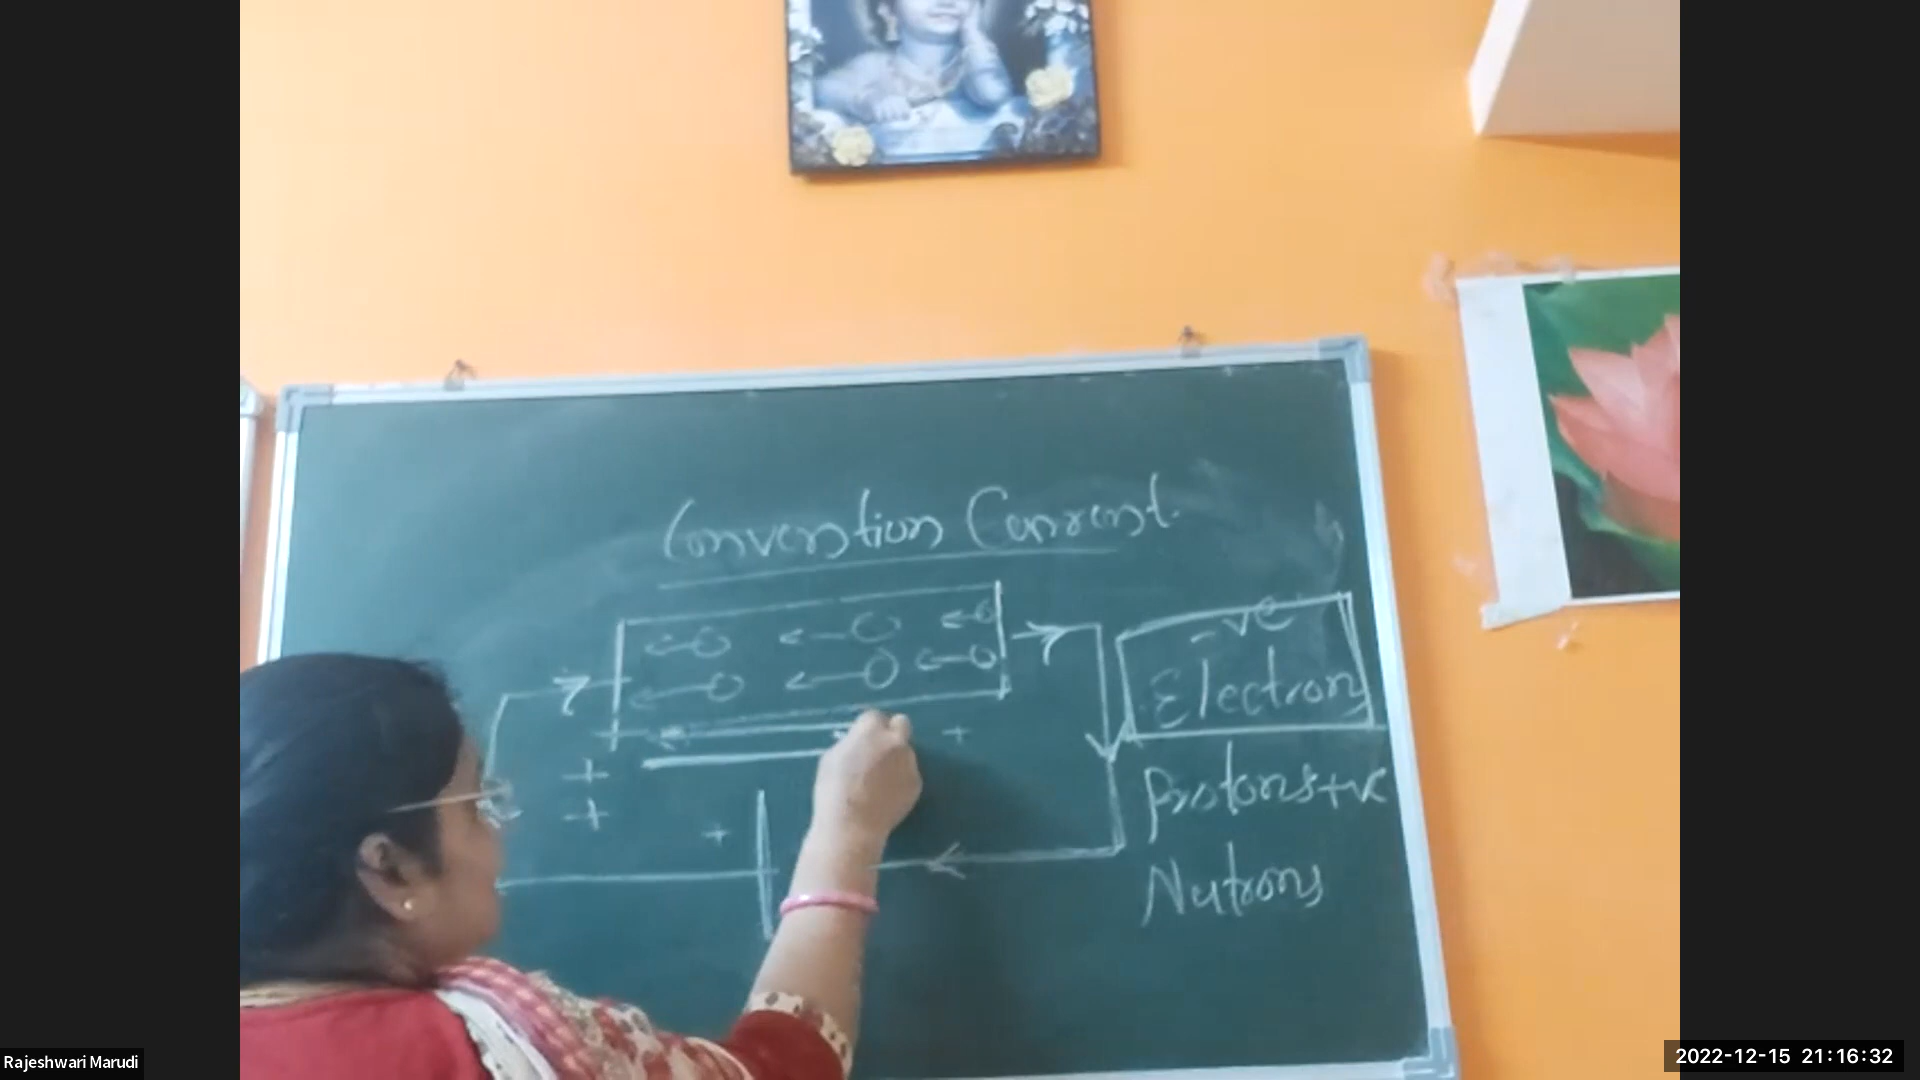 Convention Current.
-ve
Electron
+
+
+
+
Protons +ve
Nutrons
Rajeshwari Marudi
2022-12-15 21:16:32